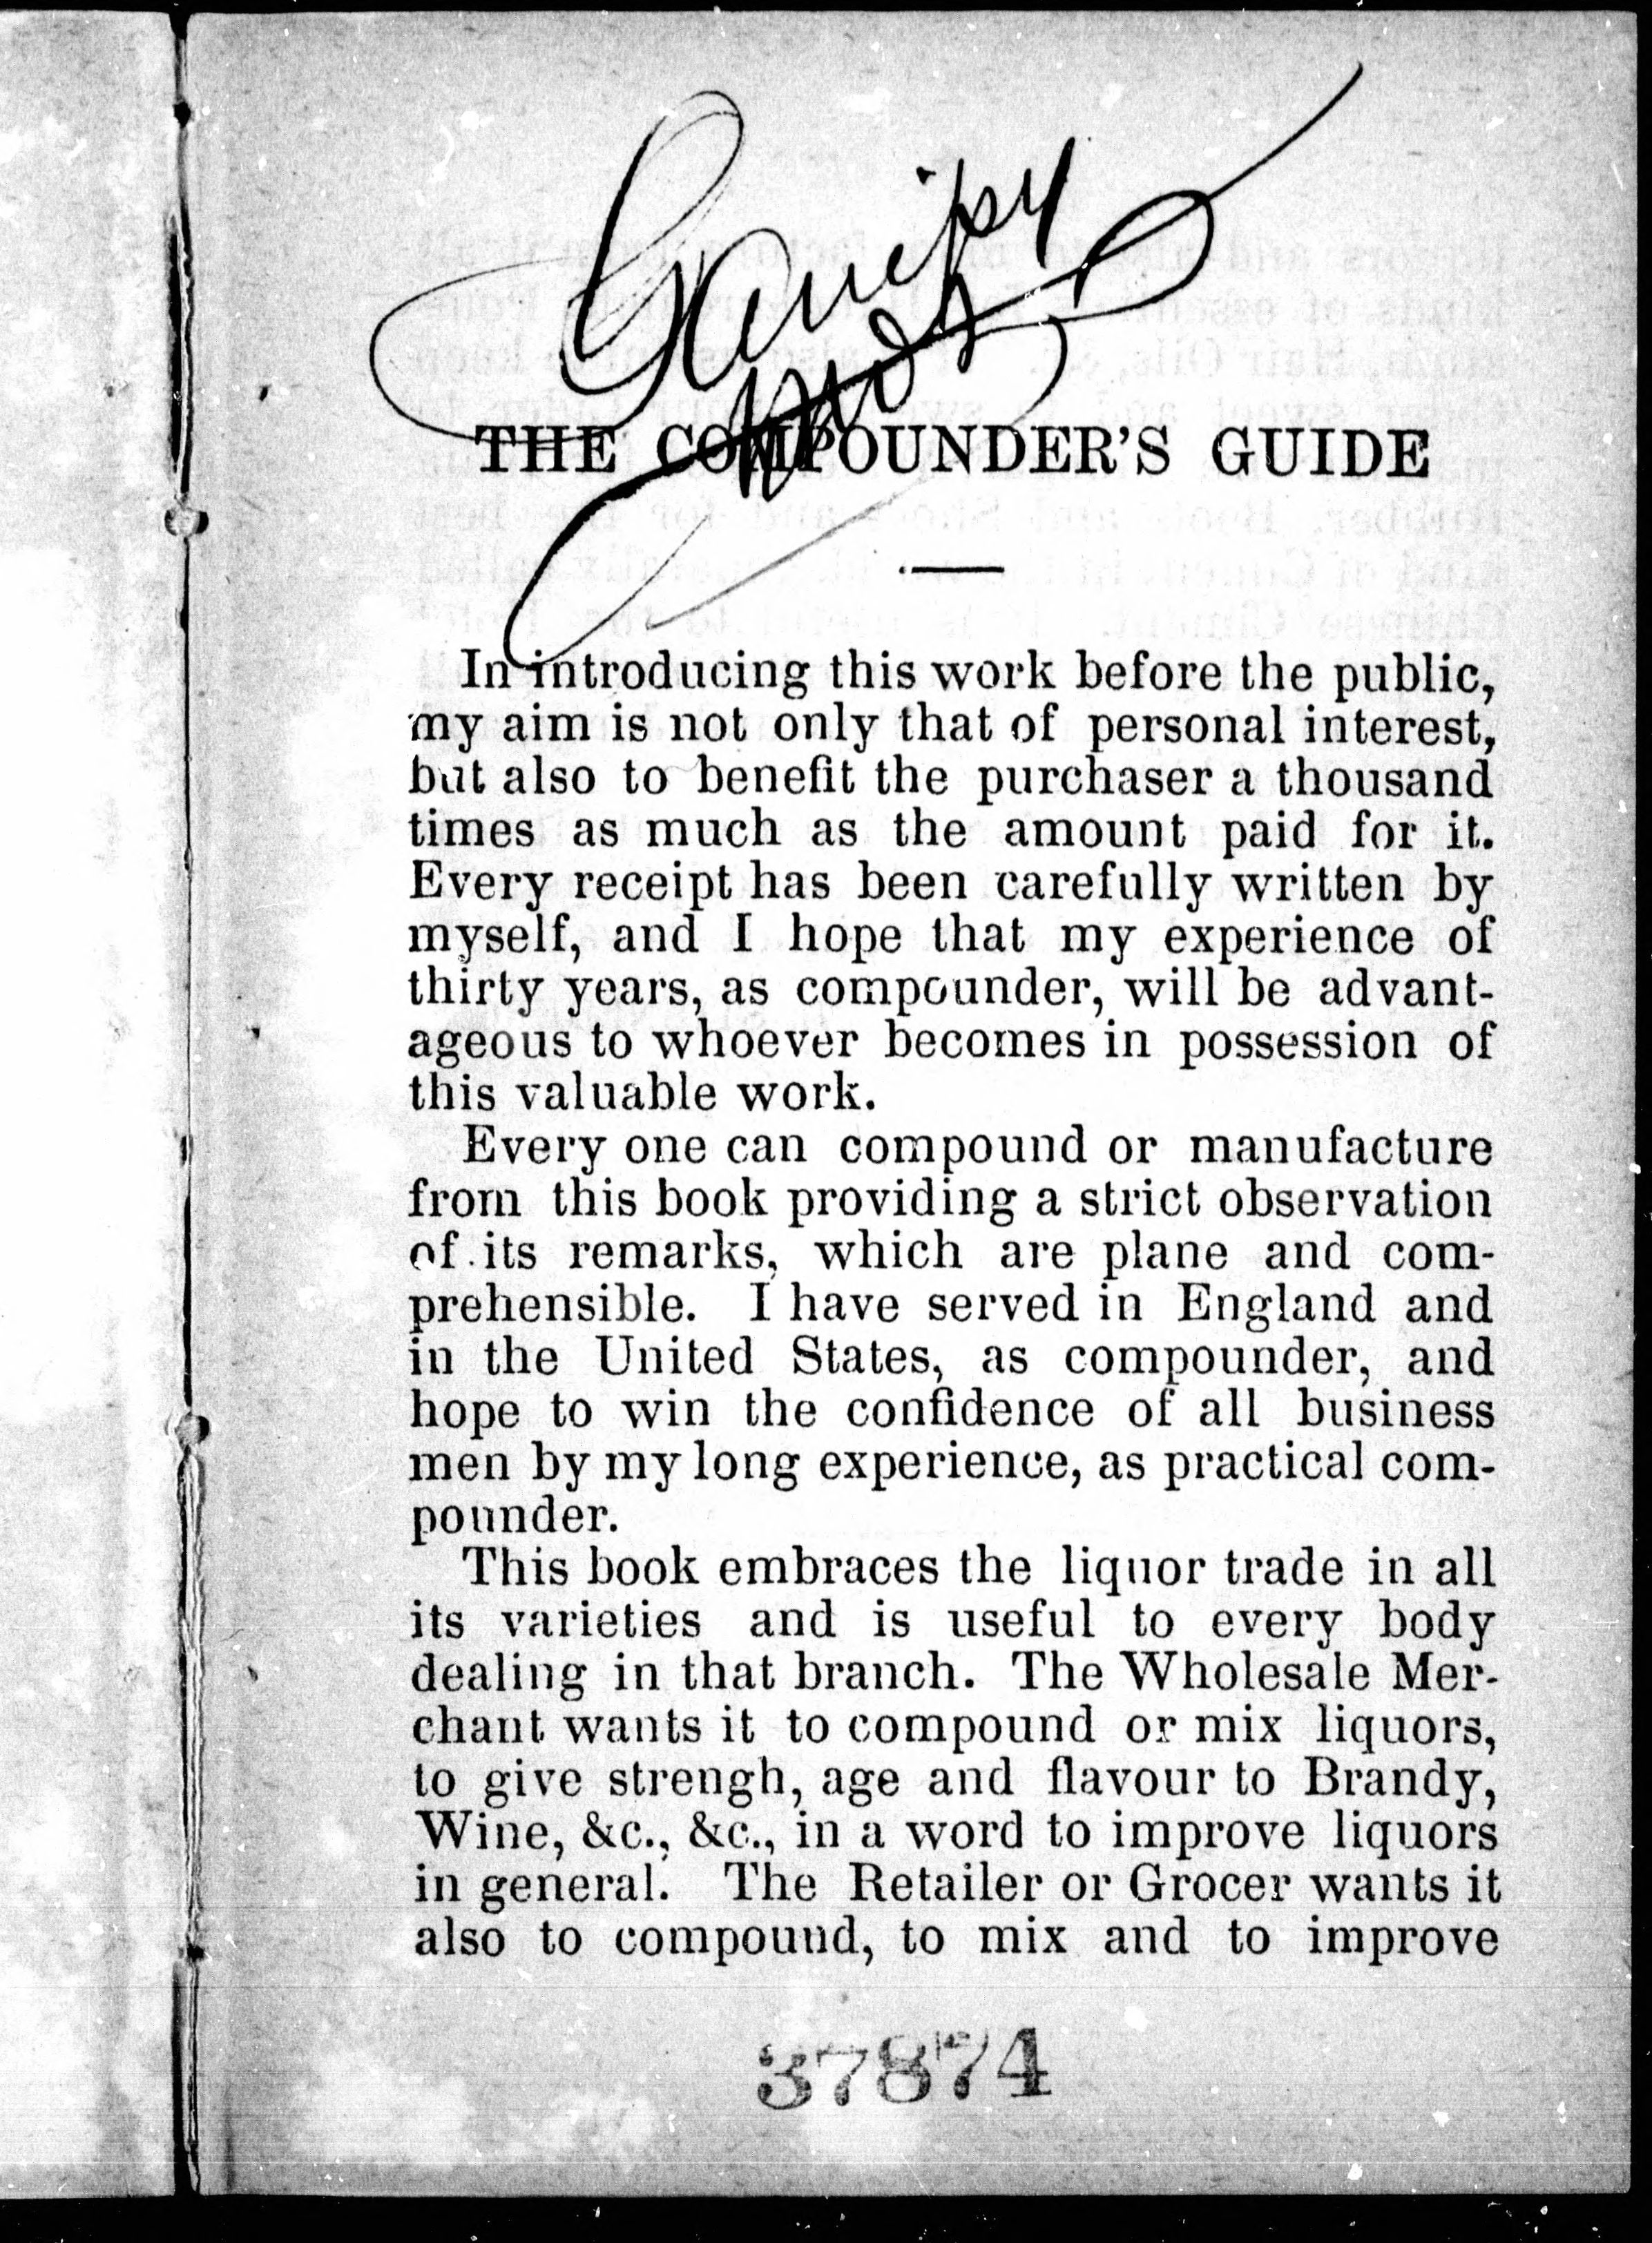 THE COMPOUNDER'S GUIDE
In introducing this work before the public,
my aim is not only that of personal interest,
but also to benefit the purchaser a thousand
times as much as the amount paid for it.
Every receipt has been carefully written by
myself, and I hope that my experience of
thirty years, as compounder, will be advant-
ageous to whoever becomes in possession of
this valuable work.
Every one can compound or manufacture
from this book providing a strict observation
of its remarks, which are plane and com-
prehensible. I have served in England and
in the United States, as compounder, and
hope to win the confidence of all business
men by my long experience, as practical com-
pounder.
This book embraces the liquor trade in all
its varieties and is useful to every body
dealing in that branch. The Wholesale Mer-
chant wants it to compound or mix liquors,
to give strengh, age and flavour to Brandy,
Wine, &c., &c., in a word to improve liquors
in general. The Retailer or Grocer wants it
also to compound, to mix and to improve
37874